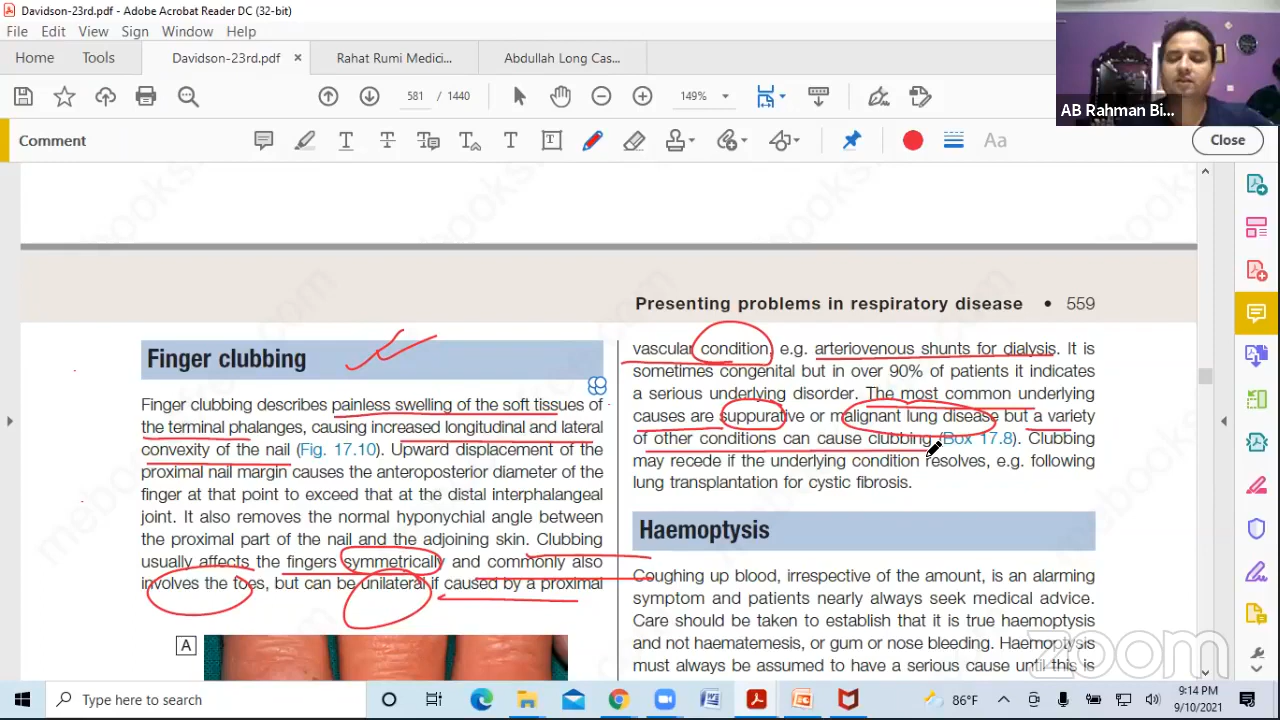 Davidson-23rd.pdf - Adobe Acrobat Reader DC (32-bit)
File Edit View Sign Window Help
Home Tools Davidson-23rd.pdf × Rahat Rumi Medici... Abdullah Long Cas...
581 / 1440 149%
AB Rahman Bi...
Comment
Aa
Close
Presenting problems in respiratory disease • 559
Finger clubbing
Finger clubbing describes painless swelling of the soft tissues of
the terminal phalanges, causing increased longitudinal and lateral
convexity of the nail (Fig. 17.10). Upward displacement of the
proximal nail margin causes the anteroposterior diameter of the
finger at that point to exceed that at the distal interphalangeal
joint. It also removes the normal hyponychial angle between
the proximal part of the nail and the adjoining skin. Clubbing
usually affects the fingers symmetrically and commonly also
involves the toes, but can be unilateral if caused by a proximal
A
vascular condition, e.g. arteriovenous shunts for dialysis. It is
sometimes congenital but in over 90% of patients it indicates
a serious underlying disorder. The most common underlying
causes are suppurative or malignant lung disease but a variety
of other conditions can cause clubbing (Box 17.8). Clubbing
may recede if the underlying condition resolves, e.g. following
lung transplantation for cystic fibrosis.
Haemoptysis
Coughing up blood, irrespective of the amount, is an alarming
symptom and patients nearly always seek medical advice.
Care should be taken to establish that it is true haemoptysis
and not haematemesis, or gum or nose bleeding. Haemoptysis
must always be assumed to have a serious cause until this is
zoom
mebooks
Type here to search
86°F
9:14 PM
9/10/2021